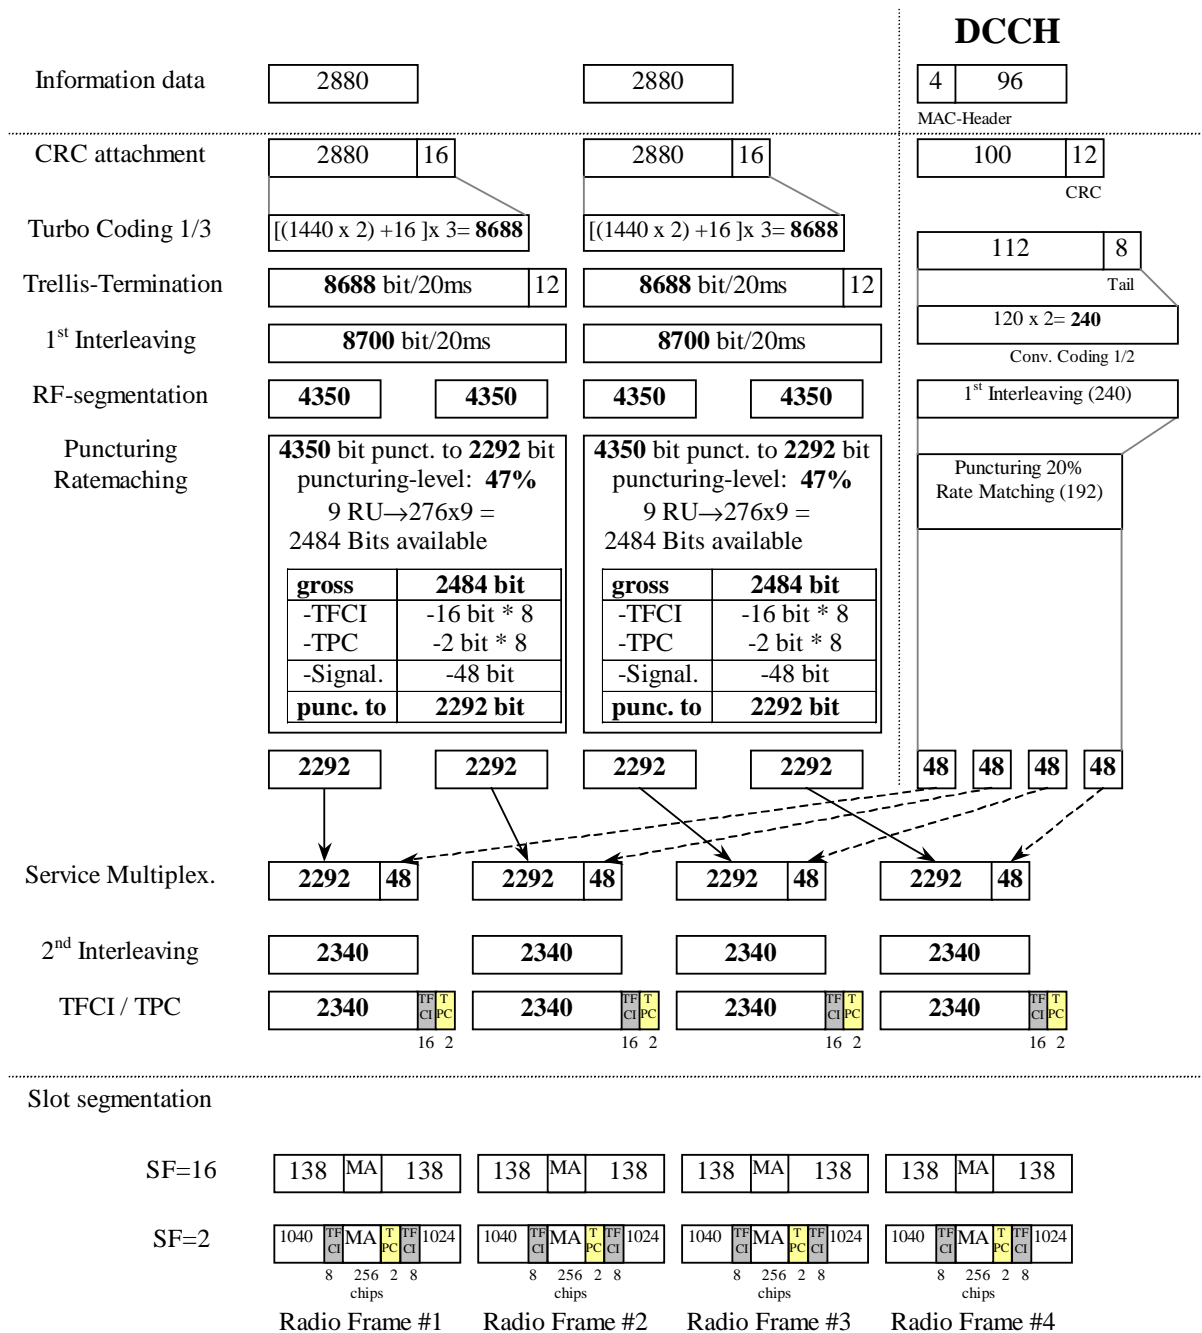 DCCH
Information data 2880 2880 4 96
MAC-Header
CRC attachment 2880 16 2880 16 100 12
CRC
Turbo Coding 1/3 [(1440 x 2) +16 ]x 3= 8688 [(1440 x 2) +16 ]x 3= 8688
112 8
Tail
Trellis-Termination 8688 bit/20ms 12 8688 bit/20ms 12
120 x 2= 240
Conv. Coding 1/2
1st Interleaving 8700 bit/20ms 8700 bit/20ms
RF-segmentation 4350 4350 4350 4350 1st Interleaving (240)
Puncturing
Ratemaching
4350 bit punct. to 2292 bit
puncturing-level: 47%
9 RU→276x9 =
2484 Bits available
gross 2484 bit
-TFCI -16 bit * 8
-TPC -2 bit * 8
-Signal. -48 bit
punc. to 2292 bit
4350 bit punct. to 2292 bit
puncturing-level: 47%
9 RU→276x9 =
2484 Bits available
gross 2484 bit
-TFCI -16 bit * 8
-TPC -2 bit * 8
-Signal. -48 bit
punc. to 2292 bit
Puncturing 20%
Rate Matching (192)
2292 2292 2292 2292 48 48 48 48
Service Multiplex. 2292 48 2292 48 2292 48 2292 48
2nd Interleaving 2340 2340 2340 2340
TFCI / TPC 2340 TF CI T PC 2340 TF CI T PC 2340 TF CI T PC 2340 TF CI T PC
16 2 16 2 16 2 16 2
Slot segmentation
SF=16 138 MA 138 138 MA 138 138 MA 138 138 MA 138
SF=2 1040 TF CI MA T PC TF CI 1024 1040 TF CI MA T PC TF CI 1024 1040 TF CI MA T PC TF CI 1024 1040 TF CI MA T PC TF CI 1024
8 256 2 8 8 256 2 8 8 256 2 8 8 256 2 8
chips chips chips chips
Radio Frame #1 Radio Frame #2 Radio Frame #3 Radio Frame #4